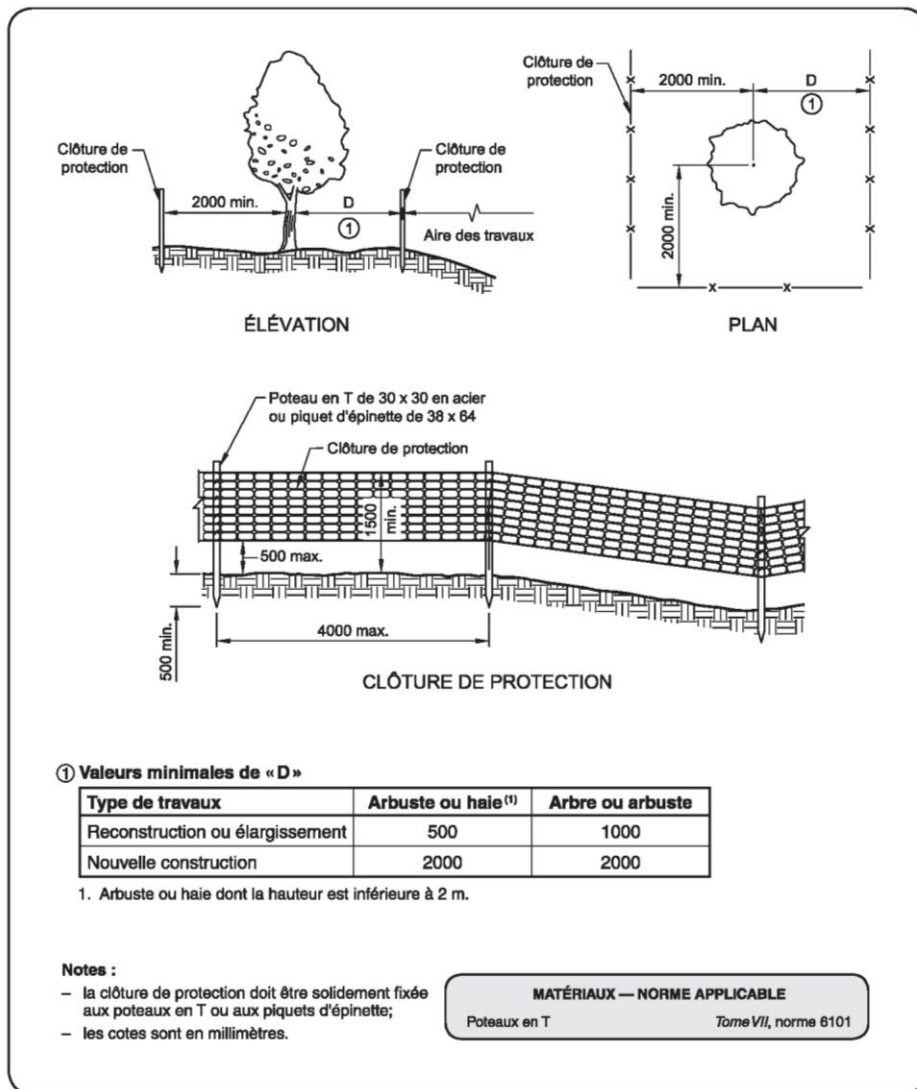 Clôture de
protection
2000 min.
D
①
Clôture de
protection
Aire des travaux
ÉLÉVATION
Clôture de
protection
2000 min.
D
①
2000 min.
PLAN
Poteau en T de 30 x 30 en acier
ou piquet d'épinette de 38 x 64
Clôture de protection
1500
min.
500 max.
500 min.
4000 max.
CLÔTURE DE PROTECTION
① Valeurs minimales de « D »
Type de travaux Arbuste ou haie(1) Arbre ou arbuste
Reconstruction ou élargissement 500 1000
Nouvelle construction 2000 2000
1. Arbuste ou haie dont la hauteur est inférieure à 2 m.
Notes :
– la clôture de protection doit être solidement fixée
aux poteaux en T ou aux piquets d'épinette;
– les cotes sont en millimètres.
MATÉRIAUX — NORME APPLICABLE
Poteaux en T Tome VII, norme 6101